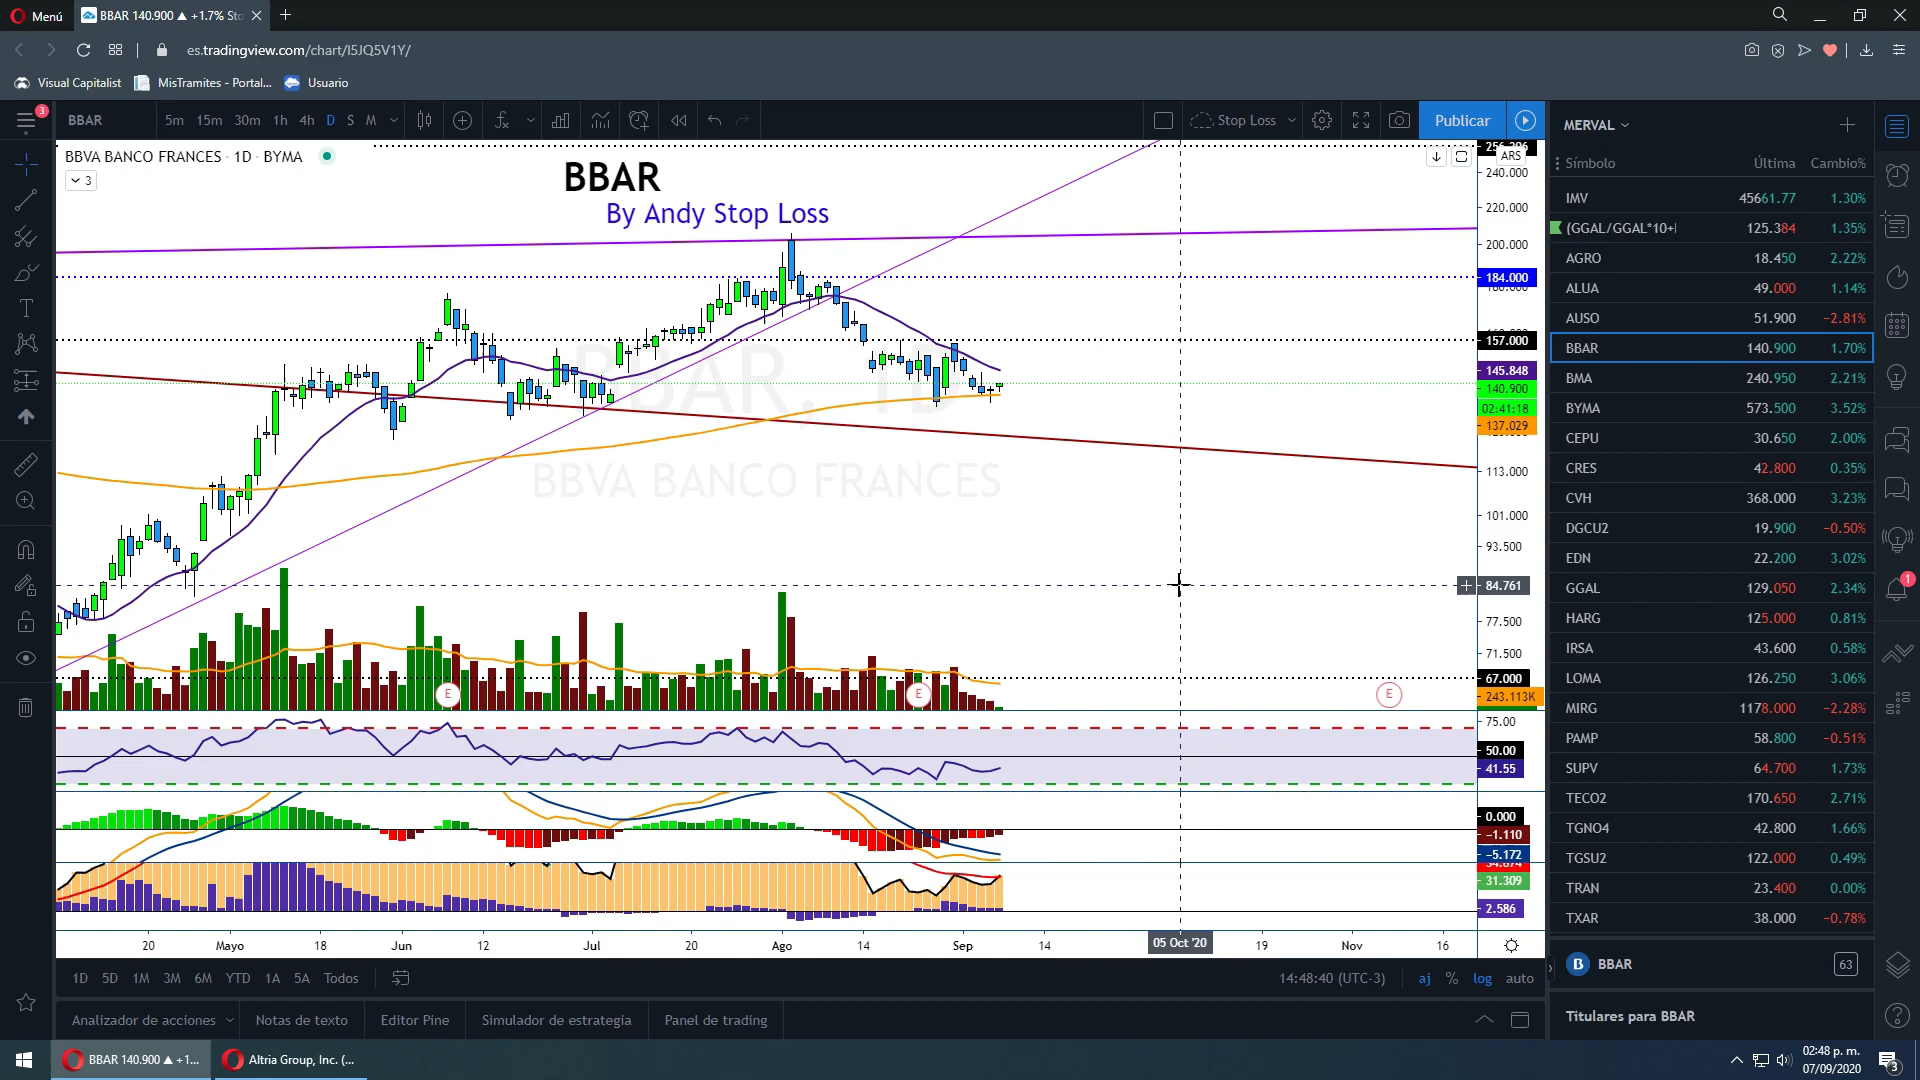 Menú
BBAR 140.900 ▲ +1.7% Sto
es.tradingview.com/chart/I5JQ5V1Y/
Visual Capitalist
MisTramites - Portal...
Usuario
3
BBAR
5m 15m 30m 1h 4h D S M
Stop Loss
Publicar
BBVA BANCO FRANCES · 1D · BYMA
3
BBAR
By Andy Stop Loss
BBAR, 1D
BBVA BANCO FRANCES
ARS
240.000
220.000
200.000
184.000
157.000
145.848
140.900
02:41:18
137.029
113.000
101.000
93.500
84.761
77.500
71.500
67.000
243.113K
E E E
75.00
50.00
41.55
0.000
−1.110
−5.172
31.309
2.586
20 Mayo 18 Jun 12 Jul 20 Ago 14 Sep 14 05 Oct '20 19 Nov 16
1D 5D 1M 3M 6M YTD 1A 5A Todos
14:48:40 (UTC-3)
aj % log auto
Analizador de acciones
Notas de texto
Editor Pine
Simulador de estrategia
Panel de trading
MERVAL
Símbolo Última Cambio%
IMV 45661.77 1.30%
(GGAL/GGAL*10+ 125.384 1.35%
AGRO 18.450 2.22%
ALUA 49.000 1.14%
AUSO 51.900 −2.81%
BBAR 140.900 1.70%
BMA 240.950 2.21%
BYMA 573.500 3.52%
CEPU 30.650 2.00%
CRES 42.800 0.35%
CVH 368.000 3.23%
DGCU2 19.900 −0.50%
EDN 22.200 3.02%
GGAL 129.050 2.34%
HARG 125.000 0.81%
IRSA 43.600 0.58%
LOMA 126.250 3.06%
MIRG 1178.000 −2.28%
PAMP 58.800 −0.51%
SUPV 64.700 1.73%
TECO2 170.650 2.71%
TGNO4 42.800 1.66%
TGSU2 122.000 0.49%
TRAN 23.400 0.00%
TXAR 38.000 −0.78%
B BBAR 63
Titulares para BBAR
1
BBAR 140.900 ▲ +1...
Altria Group, Inc. (...
02:48 p. m.
07/09/2020
3